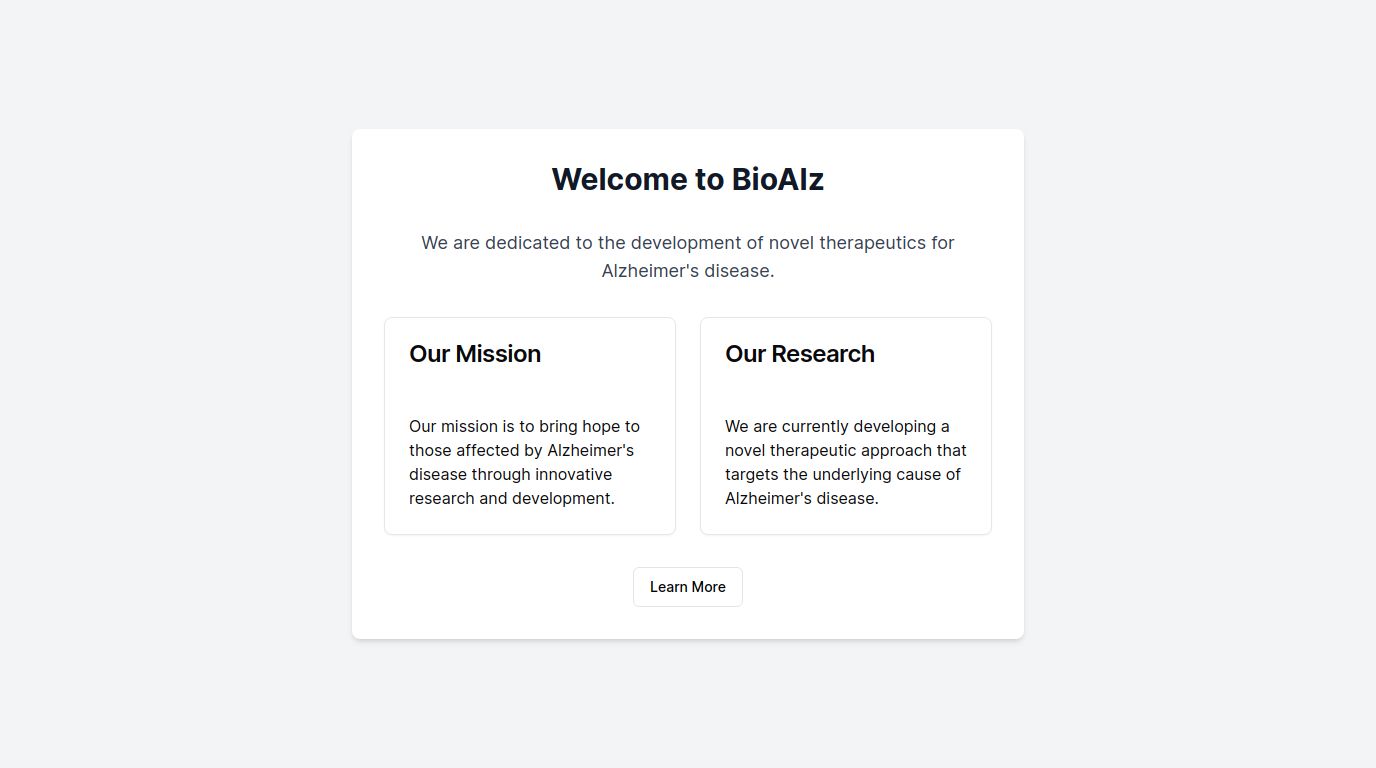 Welcome to BioAlz
We are dedicated to the development of novel therapeutics for
Alzheimer's disease.
Our Mission
Our mission is to bring hope to
those affected by Alzheimer's
disease through innovative
research and development.
Our Research
We are currently developing a
novel therapeutic approach that
targets the underlying cause of
Alzheimer's disease.
Learn More